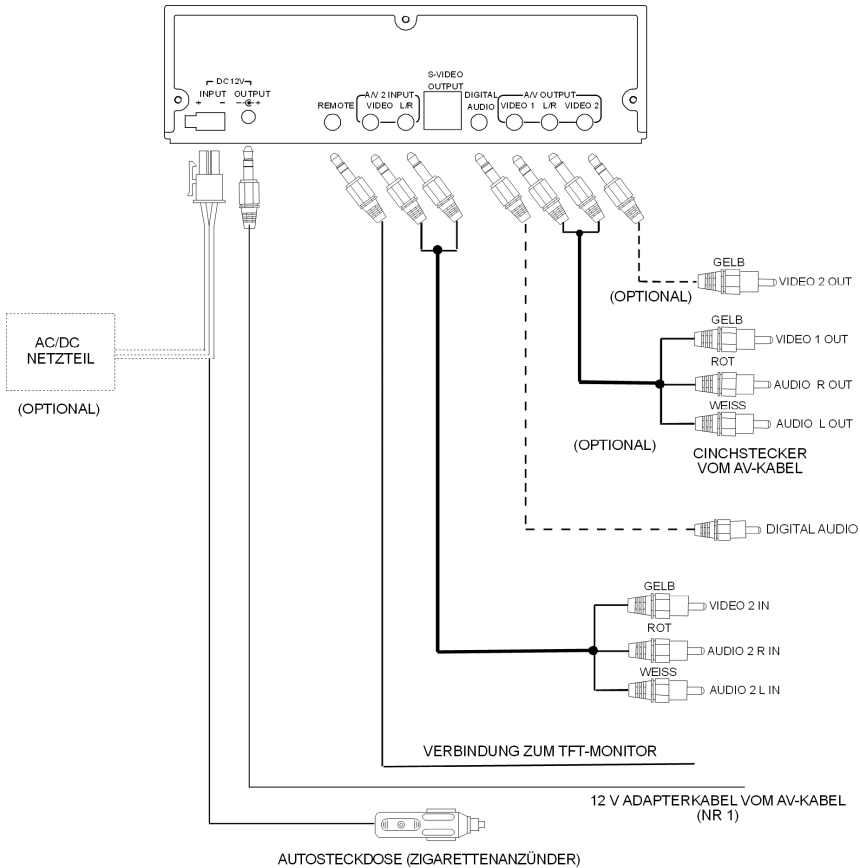 DC 12V
INPUT OUTPUT
+ - - +
REMOTE
A/V 2 INPUT
VIDEO L/R
S-VIDEO
OUTPUT
DIGITAL
AUDIO
A/V OUTPUT
VIDEO 1 L/R VIDEO 2
GELB
VIDEO 2 OUT
(OPTIONAL)
GELB
VIDEO 1 OUT
ROT
AUDIO R OUT
WEISS
AUDIO L OUT
(OPTIONAL)
CINCHSTECKER
VOM AV-KABEL
AC/DC
NETZTEIL
(OPTIONAL)
DIGITAL AUDIO
GELB
VIDEO 2 IN
ROT
AUDIO 2 R IN
WEISS
AUDIO 2 L IN
VERBINDUNG ZUM TFT-MONITOR
12 V ADAPTERKABEL VOM AV-KABEL
(NR 1)
AUTOSTECKDOSE (ZIGARETTENANZÜNDER)